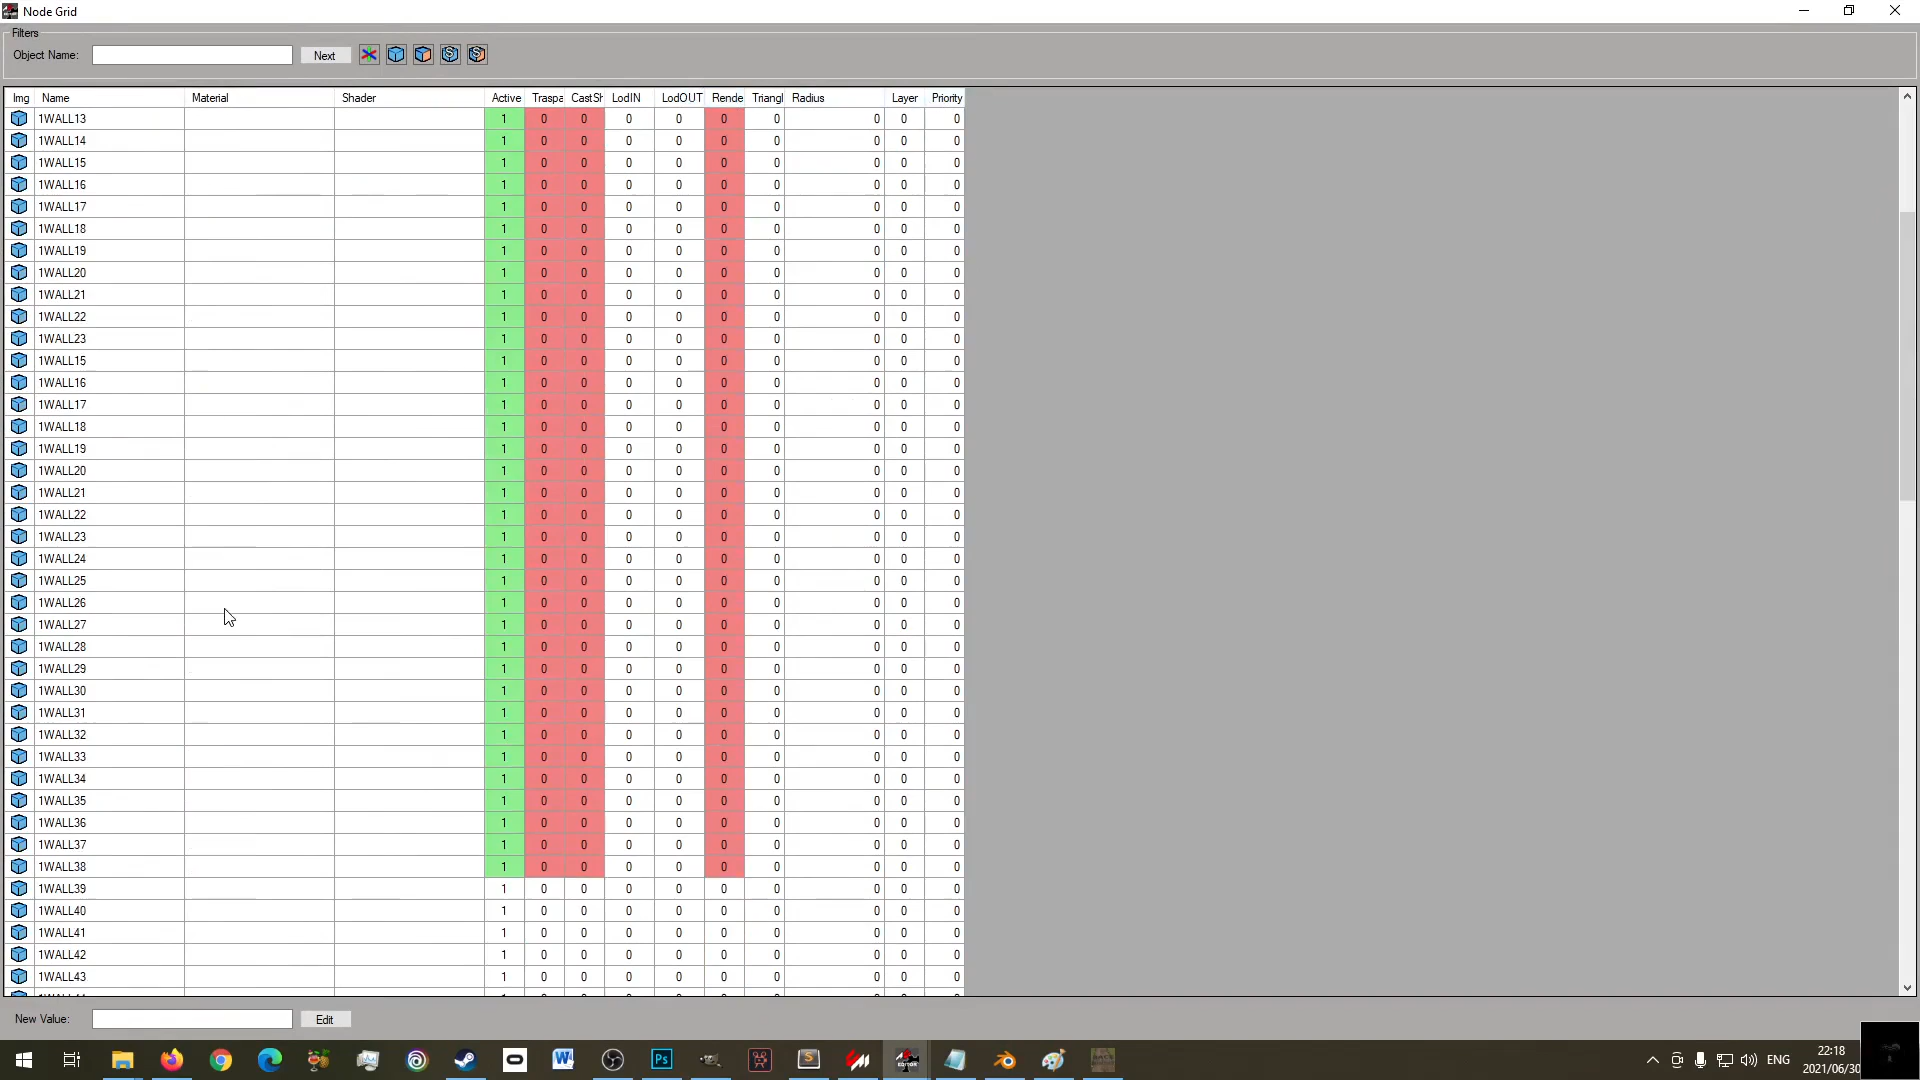 Node Grid
Filters
Object Name: Next
Img Name Material Shader Active Traspa CastSh LodIN LodOUT Rende Triangl Radius Layer Priority
1WALL13 1 0 0 0 0 0 0 0 0 0
1WALL14 1 0 0 0 0 0 0 0 0 0
1WALL15 1 0 0 0 0 0 0 0 0 0
1WALL16 1 0 0 0 0 0 0 0 0 0
1WALL17 1 0 0 0 0 0 0 0 0 0
1WALL18 1 0 0 0 0 0 0 0 0 0
1WALL19 1 0 0 0 0 0 0 0 0 0
1WALL20 1 0 0 0 0 0 0 0 0 0
1WALL21 1 0 0 0 0 0 0 0 0 0
1WALL22 1 0 0 0 0 0 0 0 0 0
1WALL23 1 0 0 0 0 0 0 0 0 0
1WALL15 1 0 0 0 0 0 0 0 0 0
1WALL16 1 0 0 0 0 0 0 0 0 0
1WALL17 1 0 0 0 0 0 0 0 0 0
1WALL18 1 0 0 0 0 0 0 0 0 0
1WALL19 1 0 0 0 0 0 0 0 0 0
1WALL20 1 0 0 0 0 0 0 0 0 0
1WALL21 1 0 0 0 0 0 0 0 0 0
1WALL22 1 0 0 0 0 0 0 0 0 0
1WALL23 1 0 0 0 0 0 0 0 0 0
1WALL24 1 0 0 0 0 0 0 0 0 0
1WALL25 1 0 0 0 0 0 0 0 0 0
1WALL26 1 0 0 0 0 0 0 0 0 0
1WALL27 1 0 0 0 0 0 0 0 0 0
1WALL28 1 0 0 0 0 0 0 0 0 0
1WALL29 1 0 0 0 0 0 0 0 0 0
1WALL30 1 0 0 0 0 0 0 0 0 0
1WALL31 1 0 0 0 0 0 0 0 0 0
1WALL32 1 0 0 0 0 0 0 0 0 0
1WALL33 1 0 0 0 0 0 0 0 0 0
1WALL34 1 0 0 0 0 0 0 0 0 0
1WALL35 1 0 0 0 0 0 0 0 0 0
1WALL36 1 0 0 0 0 0 0 0 0 0
1WALL37 1 0 0 0 0 0 0 0 0 0
1WALL38 1 0 0 0 0 0 0 0 0 0
1WALL39 1 0 0 0 0 0 0 0 0 0
1WALL40 1 0 0 0 0 0 0 0 0 0
1WALL41 1 0 0 0 0 0 0 0 0 0
1WALL42 1 0 0 0 0 0 0 0 0 0
1WALL43 1 0 0 0 0 0 0 0 0 0
New Value: Edit
ENG
22:18
2021/06/30